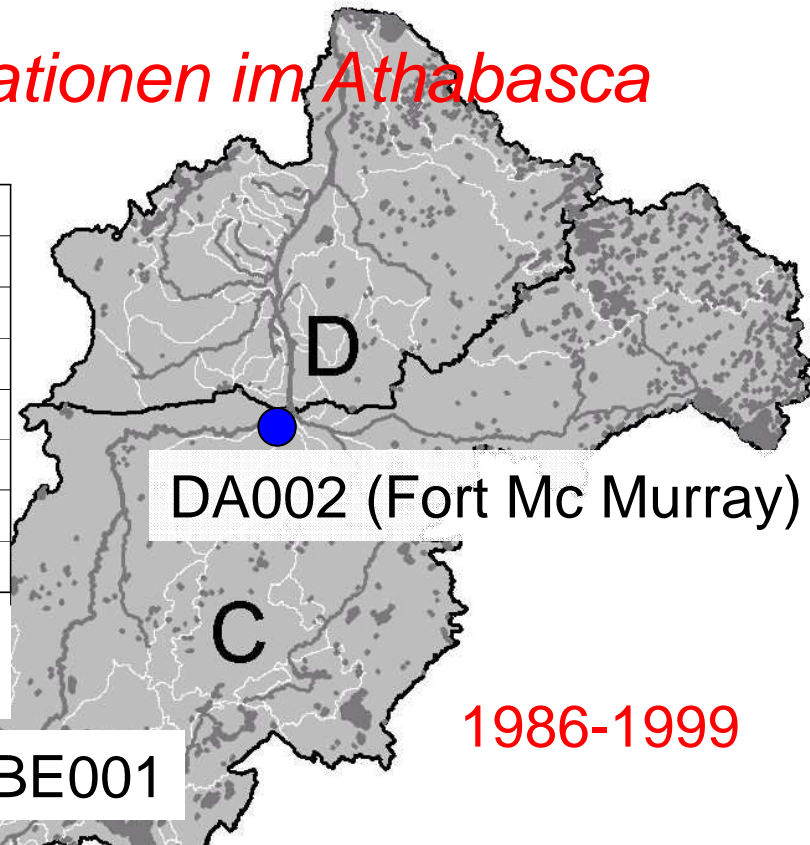 ationen im Athabasca
D
DA002 (Fort Mc Murray)
C
1986-1999
BE001